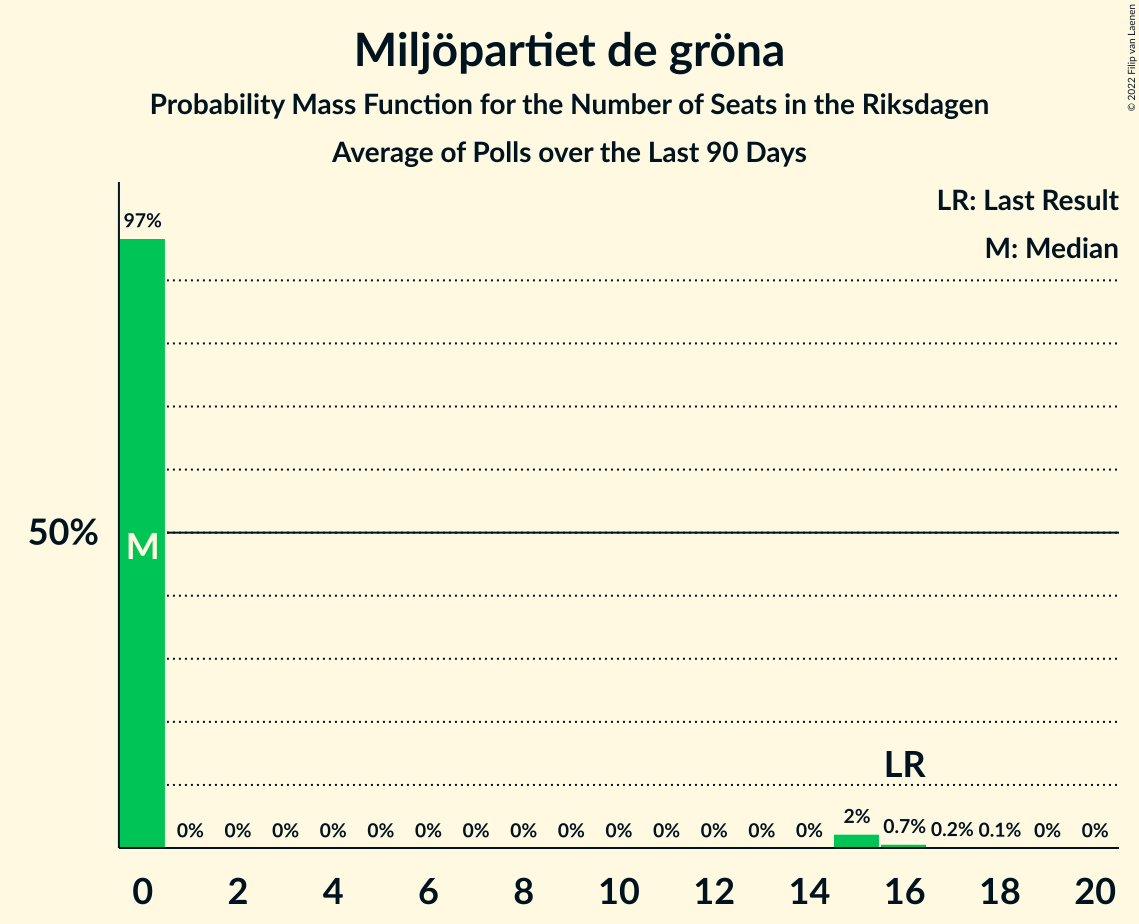 Miljöpartiet de gröna
Probability Mass Function for the Number of Seats in the Riksdagen
Average of Polls over the Last 90 Days
© 2022 Filip van Laenen
LR: Last Result
M: Median
97%
50%
M
LR
0% 0% 0% 0% 0% 0% 0% 0% 0% 0% 0% 0% 0% 0% 2% 0.7% 0.2% 0.1% 0% 0%
0 2 4 6 8 10 12 14 16 18 20